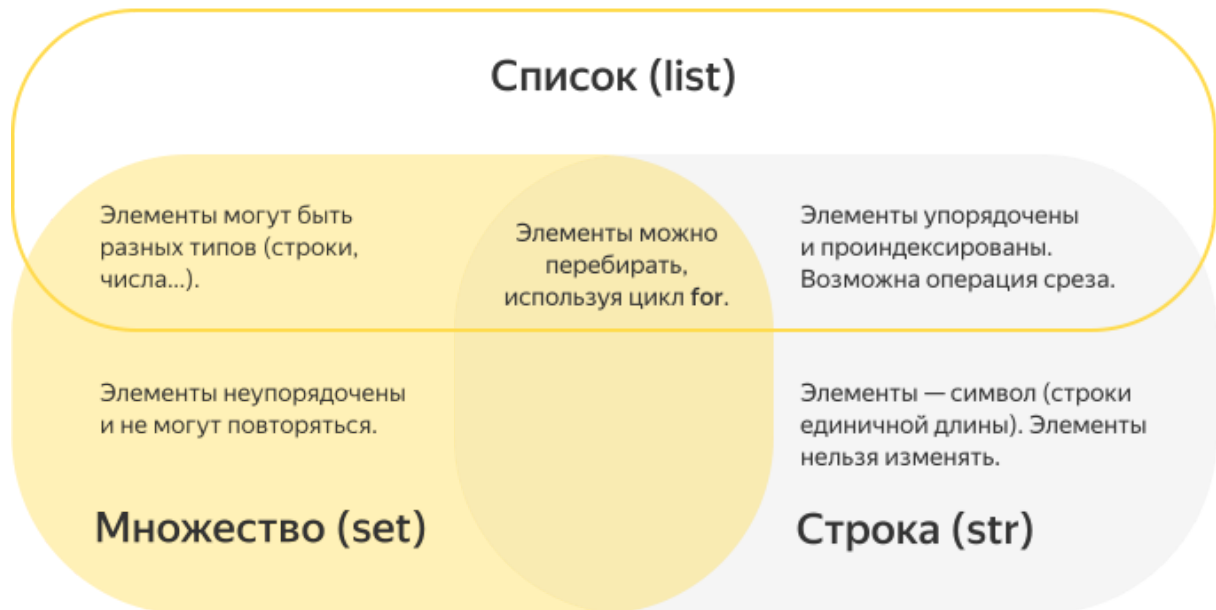 Список (list)
Элементы могут быть
разных типов (строки,
числа...).
Элементы можно
перебирать,
используя цикл for.
Элементы упорядочены
и проиндексированы.
Возможна операция среза.
Элементы неупорядочены
и не могут повторяться.
Элементы — символ (строки
единичной длины). Элементы
нельзя изменять.
Множество (set)
Строка (str)